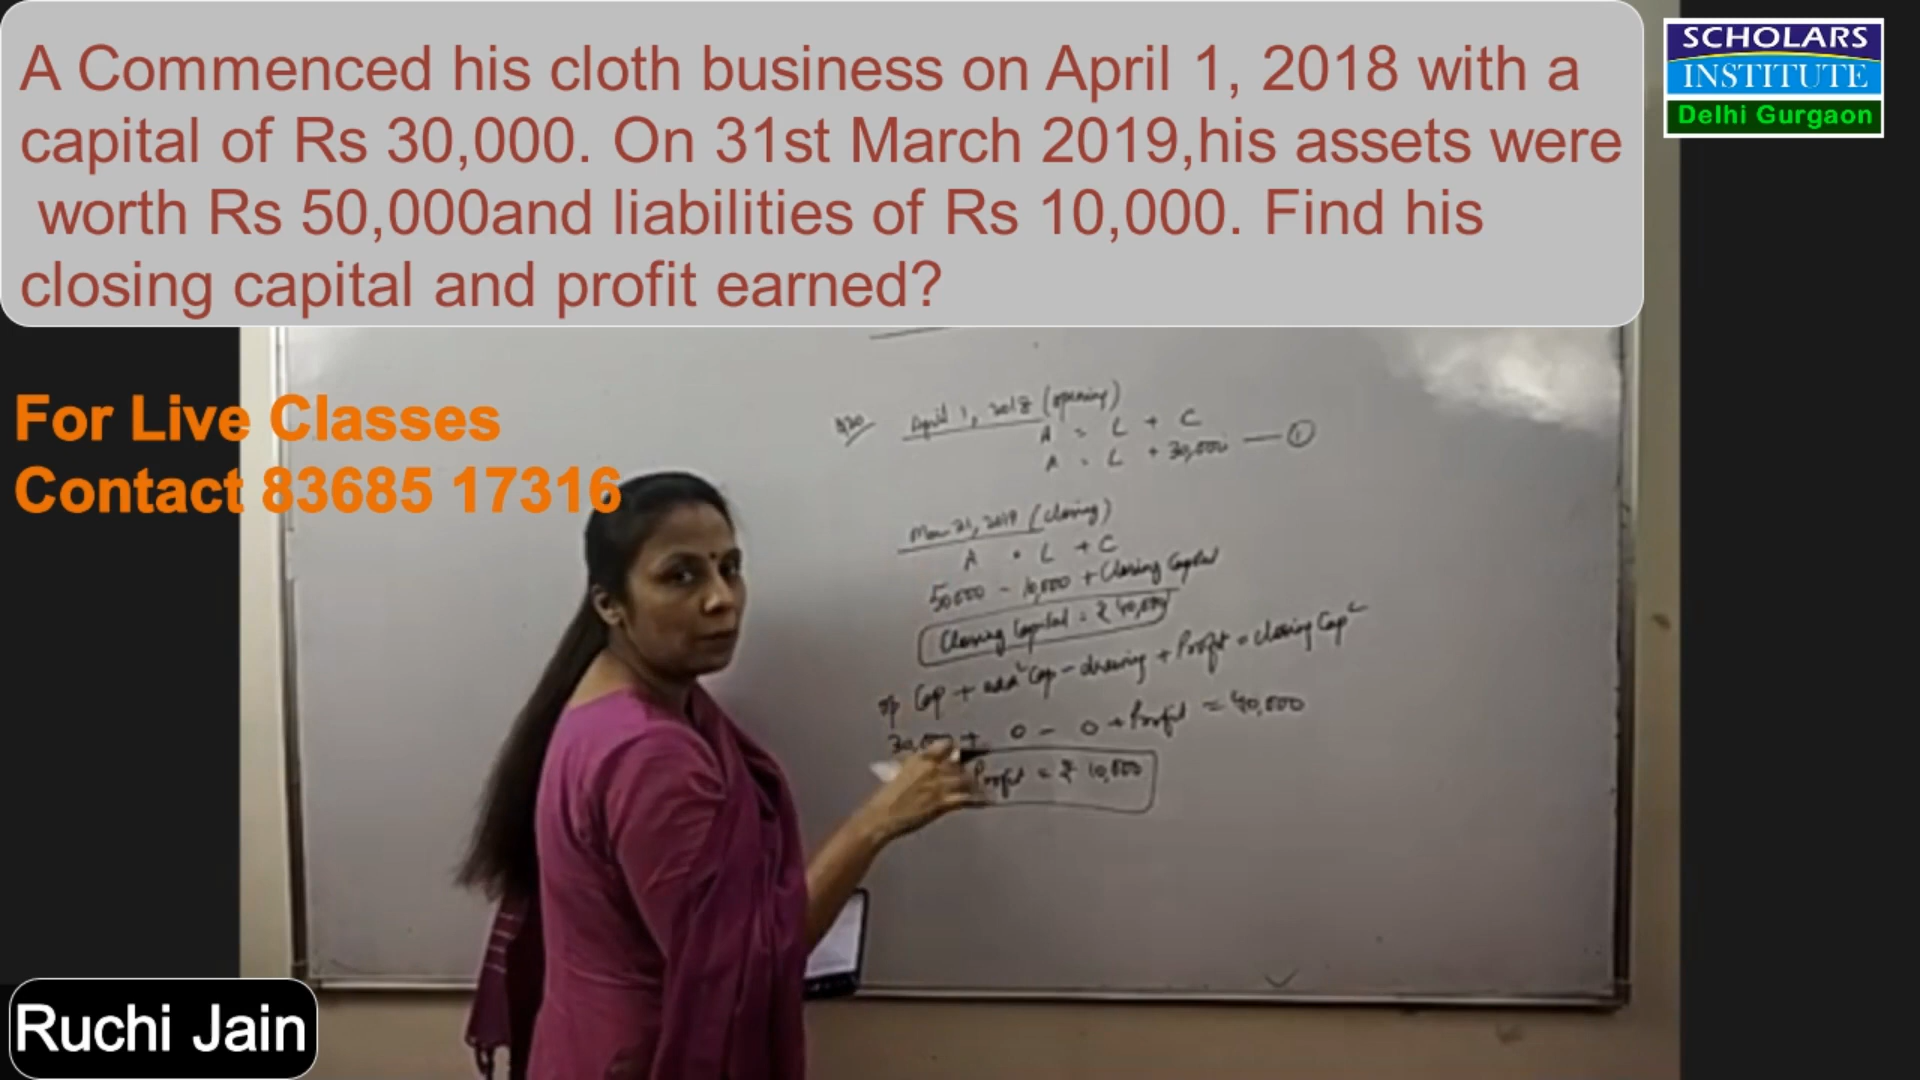 A Commenced his cloth business on April 1, 2018 with a
capital of Rs 30,000. On 31st March 2019,his assets were
worth Rs 50,000and liabilities of Rs 10,000. Find his
closing capital and profit earned?
SCHOLARS
INSTITUTE
Delhi Gurgaon
For Live Classes
Contact 83685 17316
April 1, 2018 (opening)
A = L + C
A = L + 30,000 — ①
Mar 31, 2019 (closing)
A = L + C
50000 = 10,000 + Closing Capital
Closing Capital = ₹ 40,000
op Cap + Cap - drawing + Profit = closing Cap
30,000 + 0 - 0 + Profit = 40,000
Profit = ₹ 10,000
Ruchi Jain